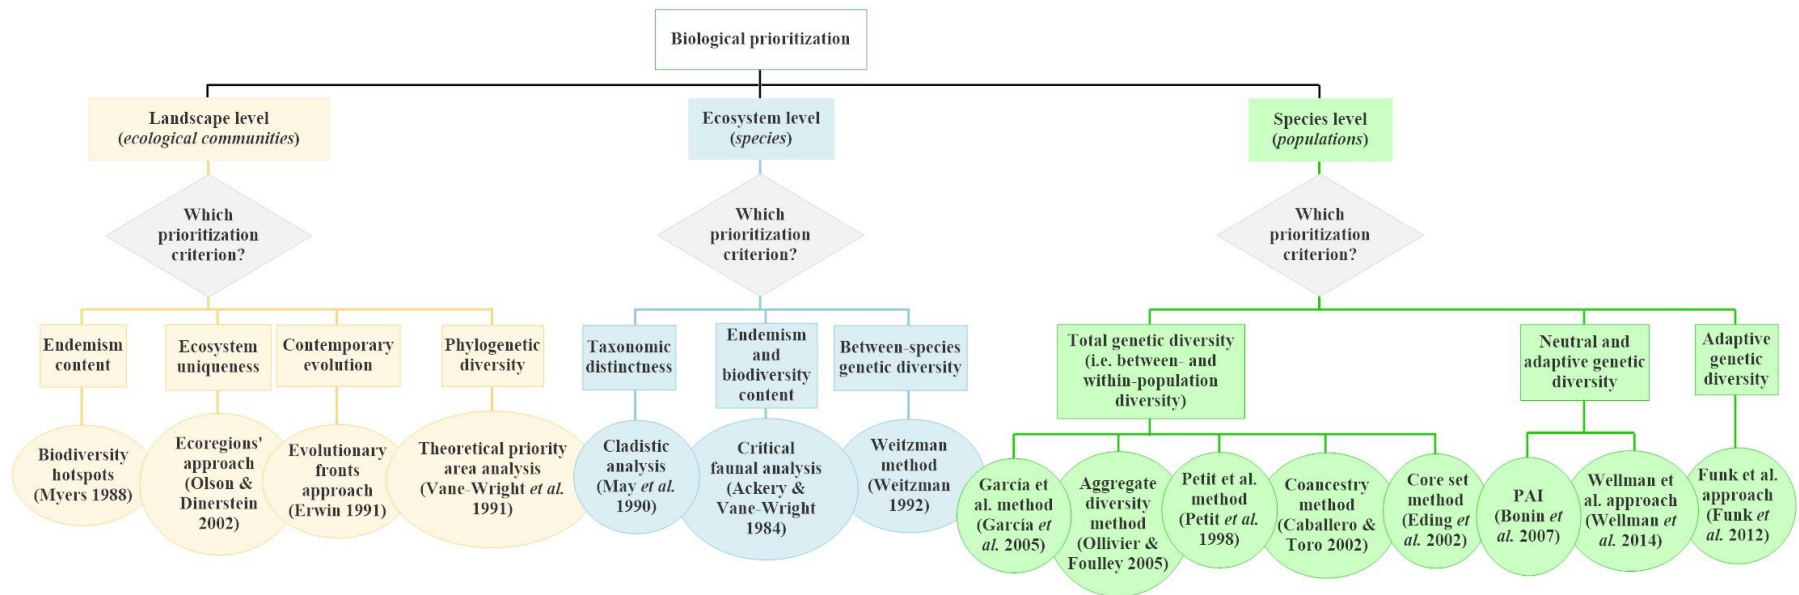 Biological prioritization
Landscape level
(ecological communities)
Ecosystem level
(species)
Species level
(populations)
Which
prioritization
criterion?
Which
prioritization
criterion?
Which
prioritization
criterion?
Endemism
content
Ecosystem
uniqueness
Contemporary
evolution
Phylogenetic
diversity
Taxonomic
distinctness
Endemism
and
biodiversity
content
Between-species
genetic diversity
Total genetic diversity
(i.e. between- and
within-population
diversity)
Neutral and
adaptive genetic
diversity
Adaptive
genetic
diversity
Biodiversity
hotspots
(Myers 1988)
Ecoregions'
approach
(Olson &
Dinerstein
2002)
Evolutionary
fronts
approach
(Erwin 1991)
Theoretical priority
area analysis
(Vane-Wright et al.
1991)
Cladistic
analysis
(May et al.
1990)
Critical
faunal analysis
(Ackery &
Vane-Wright
1984)
Weitzman
method
(Weitzman
1992)
García et
al. method
(García et
al. 2005)
Aggregate
diversity
method
(Ollivier &
Foulley 2005)
Petit et al.
method
(Petit et al.
1998)
Coancestry
method
(Caballero &
Toro 2002)
Core set
method
(Eding et
al. 2002)
PAI
(Bonin et
al. 2007)
Wellman
et al. approach
(Wellman et
al. 2014)
Funk et al.
approach
(Funk et
al. 2012)